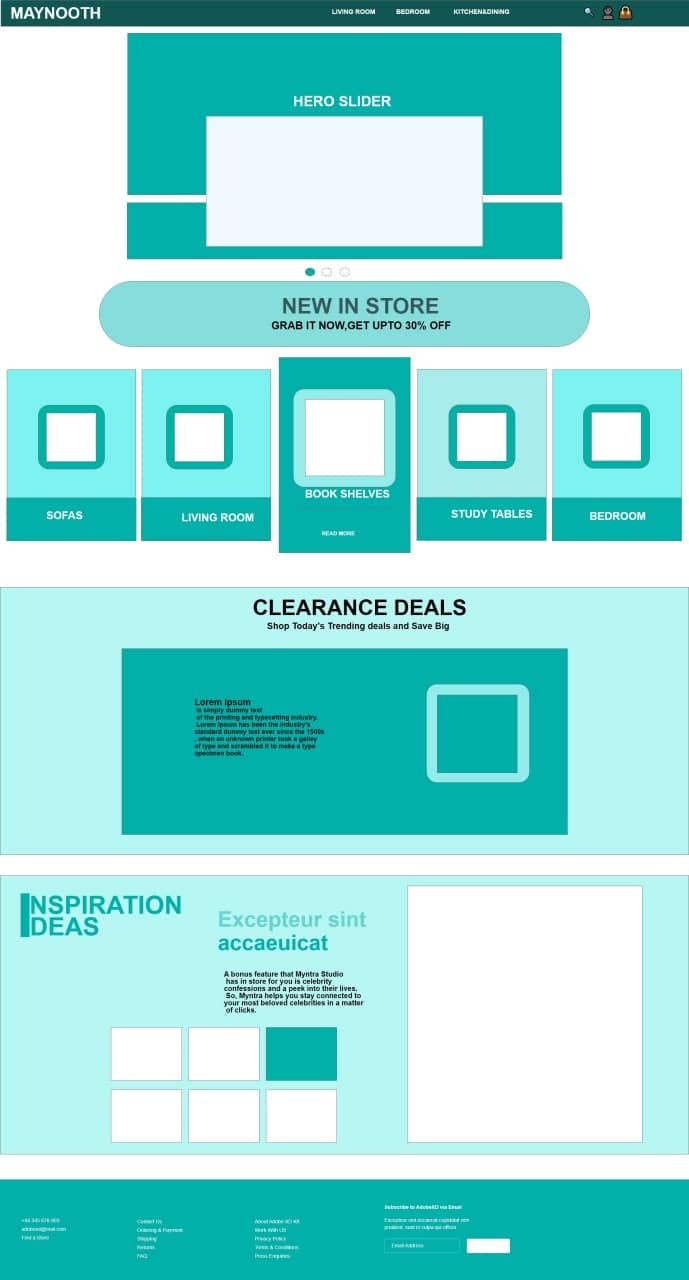 MAYNOOTH
LIVING ROOM
BEDROOM
KITCHEN&DINING
HERO SLIDER
NEW IN STORE
GRAB IT NOW,GET UPTO 30% OFF
SOFAS
LIVING ROOM
BOOK SHELVES
READ MORE
STUDY TABLES
BEDROOM
CLEARANCE DEALS
Shop Today's Trending deals and Save Big
Lorem Ipsum
is simply dummy text
of the printing and typesetting industry.
.Lorem Ipsum has been the industry's
standard dummy text ever since the 1500s
, when an unknown printer took a galley
of type and scrambled it to make a type
specimen book.
INSPIRATION
IDEAS
Excepteur sint
accaeuicat
A bonus feature that Myntra Studio
has in store for you is celebrity
confessions and a peek into their lives.
So, Myntra helps you stay connected to
your most beloved celebrities in a matter
of clicks.
Find a Store
Contact Us
Ordering & Payment
Shipping
Returns
FAQ
About Adobe XD Kit
Work With US
Privacy Policy
Terms & Conditions
Press Enquiries
Subscribe to AdobeXD via Email
Excepteur sint occaecat cupidatat non
proident, sunt in culpa qui officia
Email Address